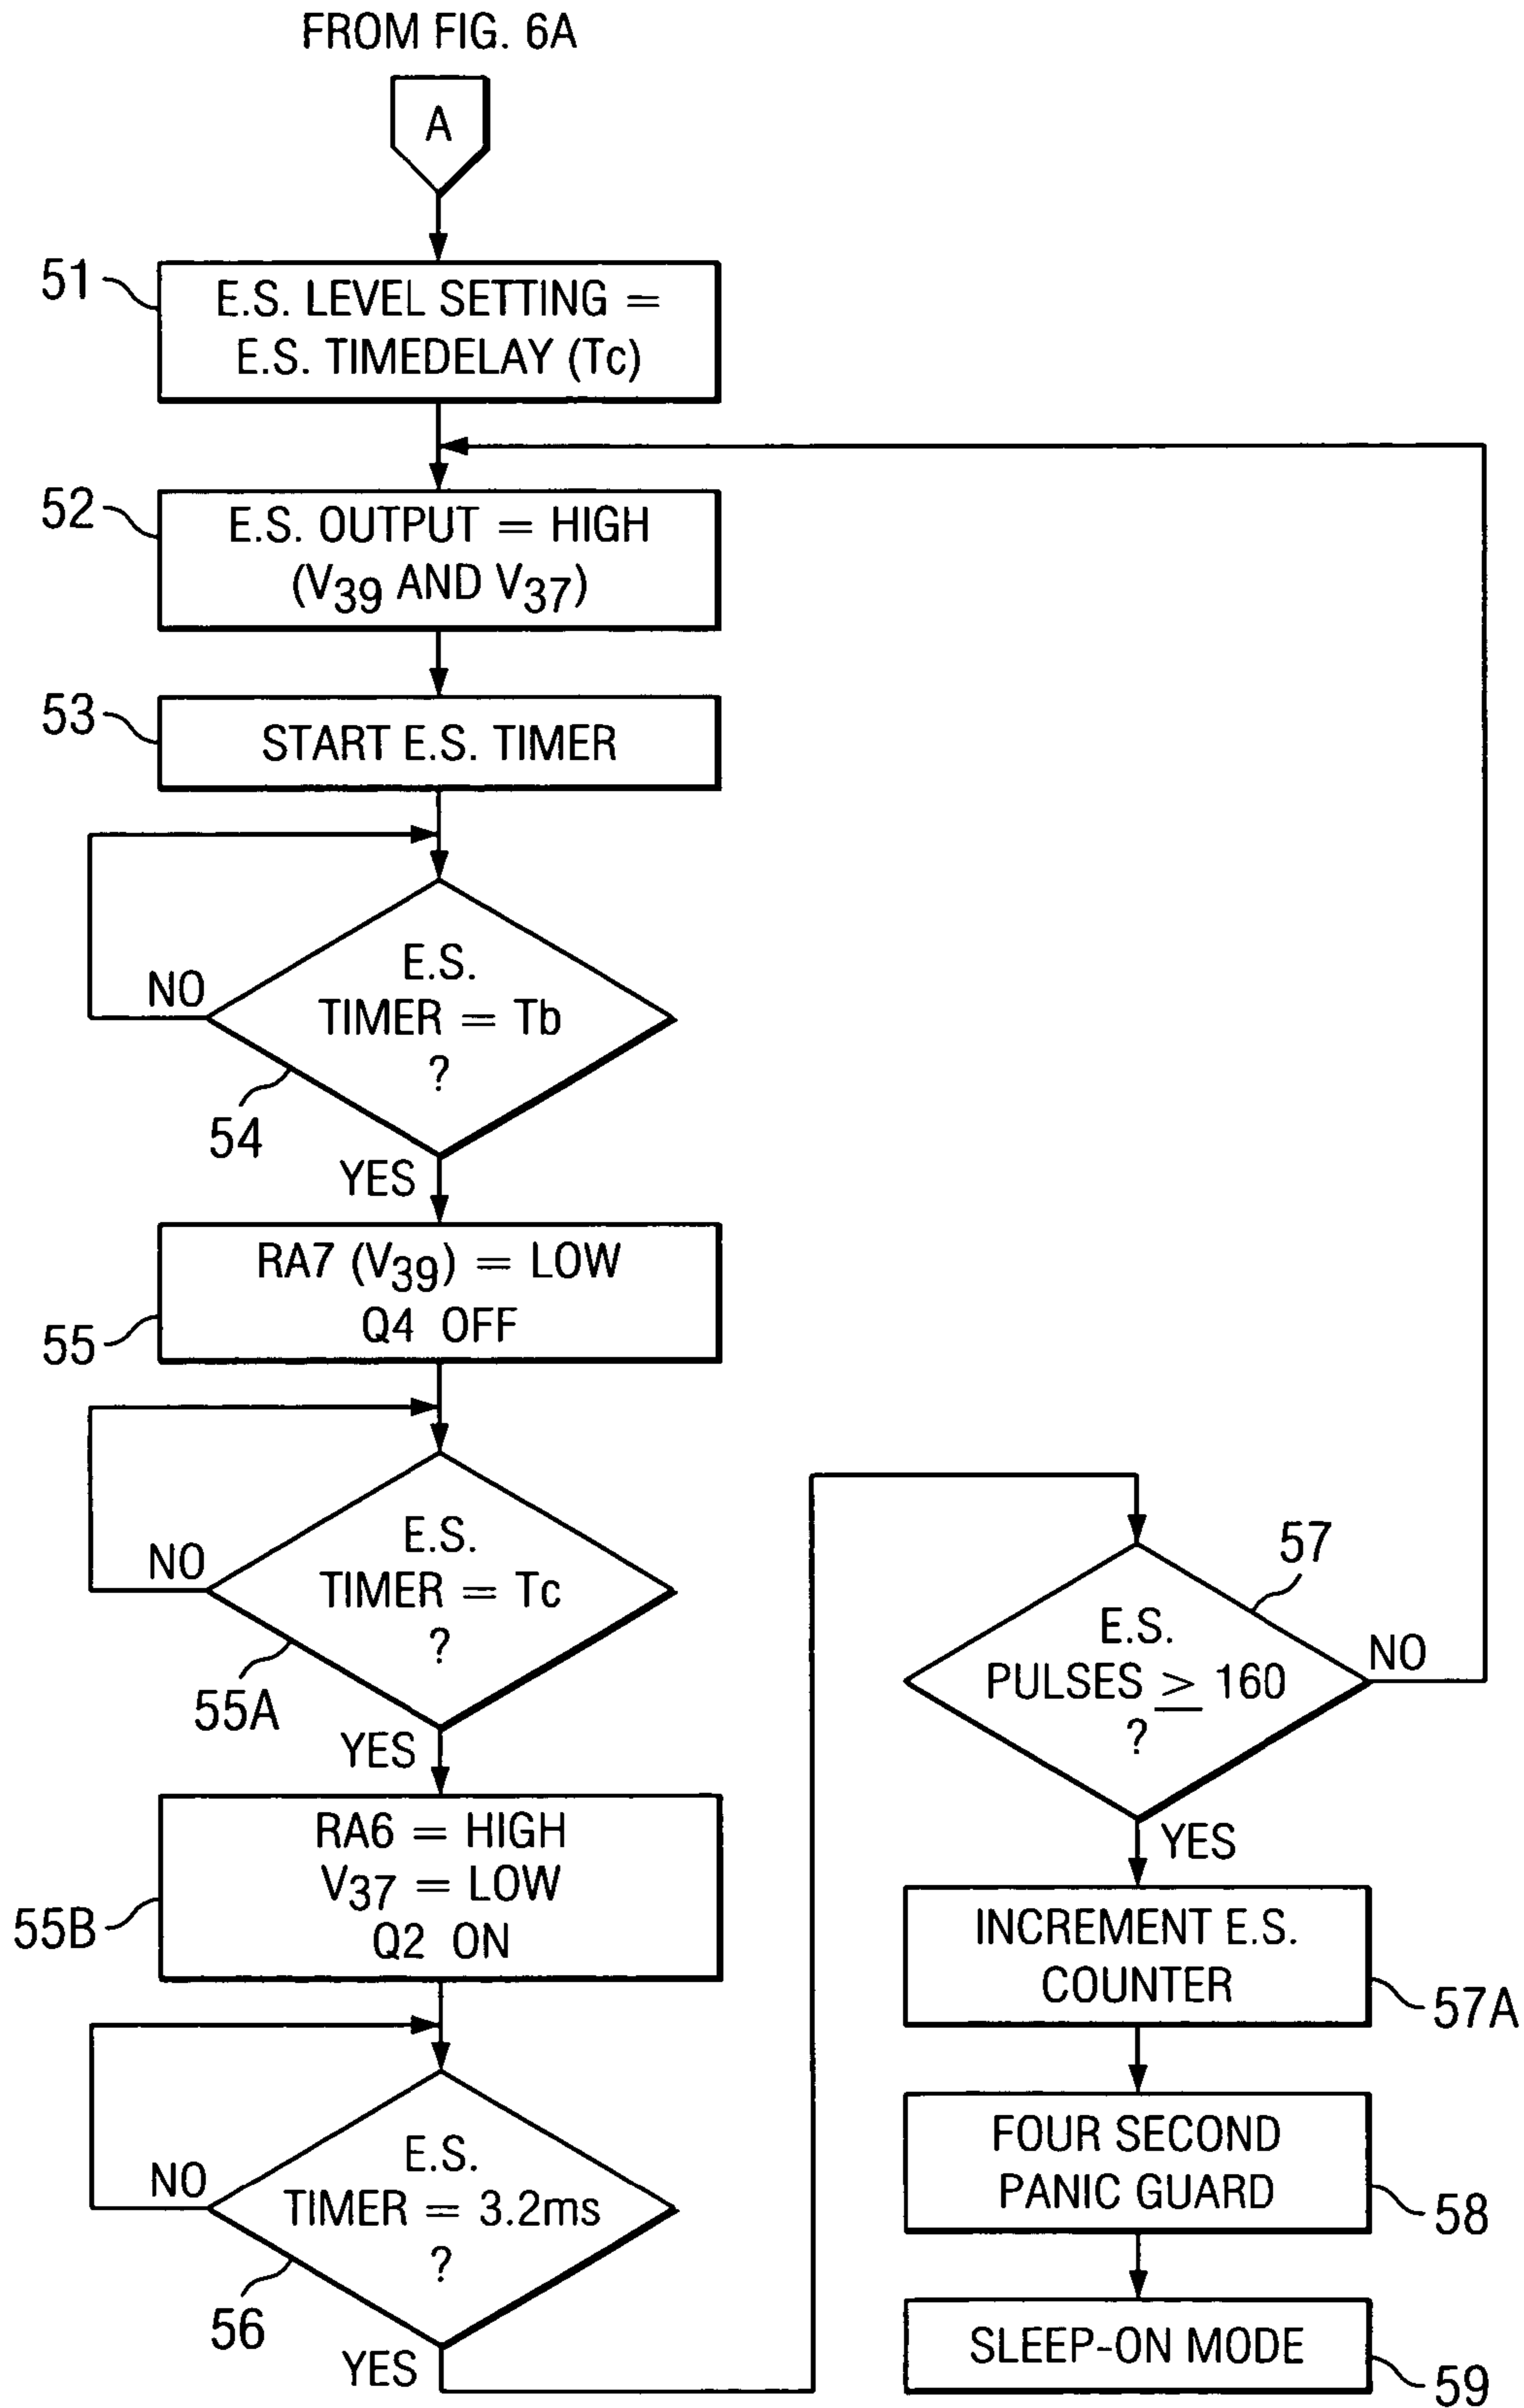 FROM FIG. 6A
A
51
E.S. LEVEL SETTING =
E.S. TIMEDELAY (Tc)
52
E.S. OUTPUT = HIGH
(V39 AND V37)
53
START E.S. TIMER
E.S.
TIMER = Tb
?
NO
54
YES
RA7 (V39) = LOW
Q4 OFF
55
E.S.
TIMER = Tc
?
NO
55A
YES
RA6 = HIGH
V37 = LOW
Q2 ON
55B
E.S.
TIMER = 3.2ms
?
NO
56
YES
57
E.S.
PULSES ≥ 160
?
NO
YES
INCREMENT E.S.
COUNTER
57A
FOUR SECOND
PANIC GUARD
58
SLEEP-ON MODE
59